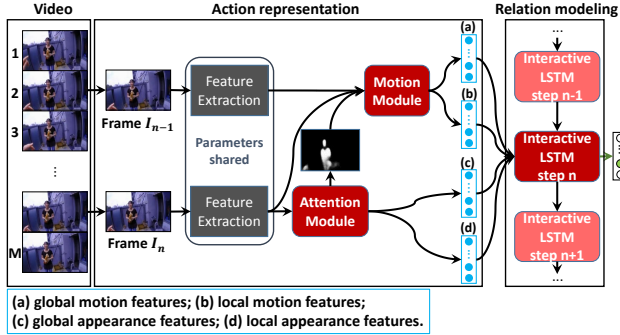 Video
Action representation
Relation modeling
1
2
3
...
M
Frame I_{n-1}
Frame I_n
Feature
Extraction
Parameters
shared
Feature
Extraction
Motion
Module
Attention
Module
(a)
(b)
(c)
(d)
...
Interactive
LSTM
step n-1
Interactive
LSTM
step n
Interactive
LSTM
step n+1
...
(a) global motion features; (b) local motion features;
(c) global appearance features; (d) local appearance features.